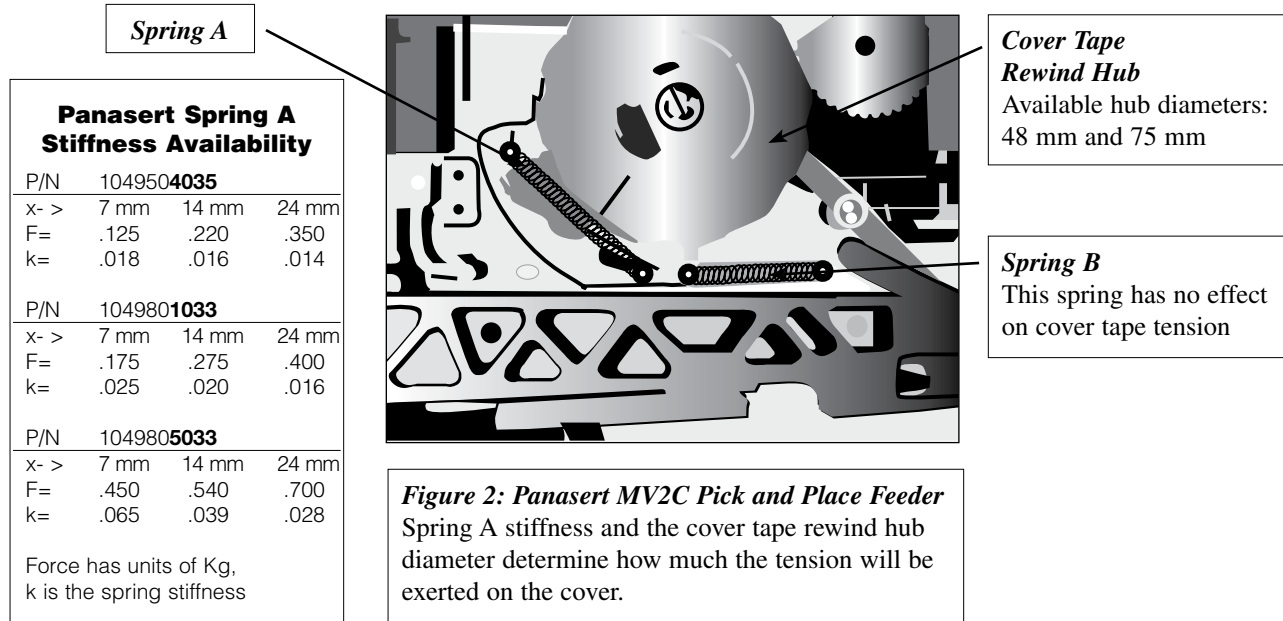 Spring A
Panasert Spring A
Stiffness Availability
P/N 1049504035
x- > 7 mm 14 mm 24 mm
F= .125 .220 .350
k= .018 .016 .014
P/N 1049801033
x- > 7 mm 14 mm 24 mm
F= .175 .275 .400
k= .025 .020 .016
P/N 1049805033
x- > 7 mm 14 mm 24 mm
F= .450 .540 .700
k= .065 .039 .028
Force has units of Kg,
k is the spring stiffness
Cover Tape
Rewind Hub
Available hub diameters:
48 mm and 75 mm
Spring B
This spring has no effect
on cover tape tension
Figure 2: Panasert MV2C Pick and Place Feeder
Spring A stiffness and the cover tape rewind hub
diameter determine how much the tension will be
exerted on the cover.